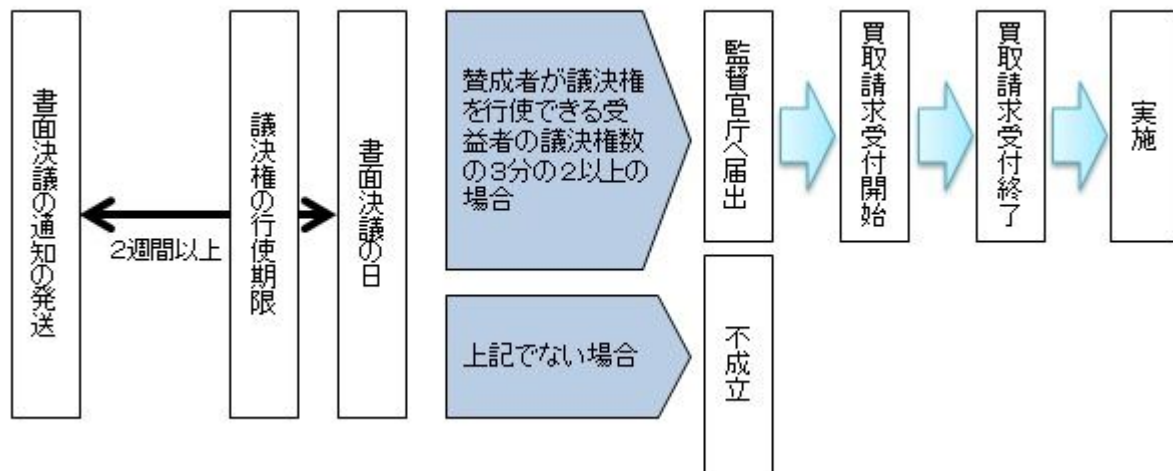 書面決議の通知の発送
2週間以上
議決権の行使期限
書面決議の日
賛成者が議決権
を行使できる受
益者の議決権数
の3分の2以上の
場合
監督官庁へ届出
買取請求受付開始
買取請求受付終了
実施
上記でない場合
不成立